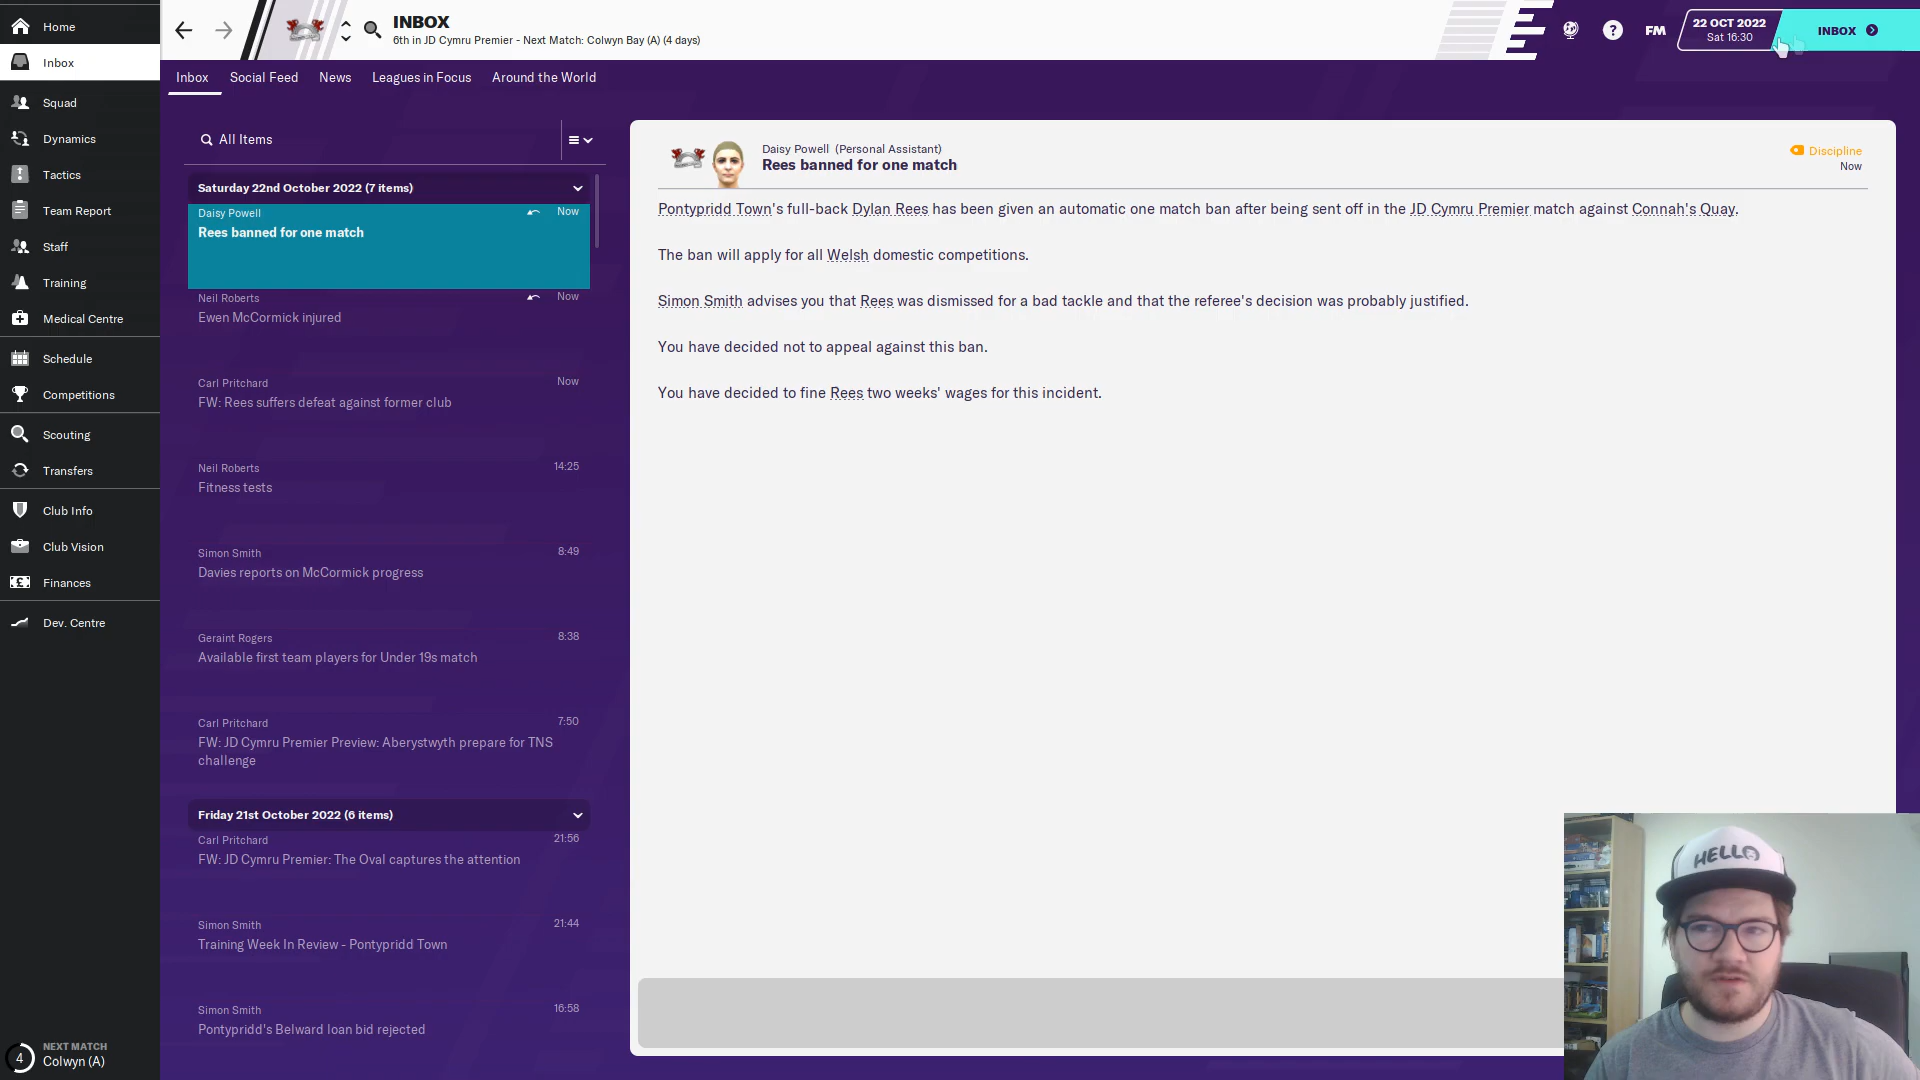 Home
Inbox
Squad
Dynamics
Tactics
Team Report
Staff
Training
Medical Centre
Schedule
Competitions
Scouting
Transfers
Club Info
Club Vision
Finances
Dev. Centre
4
NEXT MATCH
Colwyn (A)
INBOX
6th in JD Cymru Premier - Next Match: Colwyn Bay (A) (4 days)
?
FM
22 OCT 2022
Sat 16:30
INBOX
Inbox Social Feed News Leagues in Focus Around the World
All Items
Saturday 22nd October 2022 (7 items)
Daisy Powell Now
Rees banned for one match
Neil Roberts Now
Ewen McCormick injured
Carl Pritchard Now
FW: Rees suffers defeat against former club
Neil Roberts 14:25
Fitness tests
Simon Smith 8:49
Davies reports on McCormick progress
Geraint Rogers 8:38
Available first team players for Under 19s match
Carl Pritchard 7:50
FW: JD Cymru Premier Preview: Aberystwyth prepare for TNS
challenge
Friday 21st October 2022 (6 items)
Carl Pritchard 21:56
FW: JD Cymru Premier: The Oval captures the attention
Simon Smith 21:44
Training Week In Review - Pontypridd Town
Simon Smith 16:58
Pontypridd's Belward loan bid rejected
Daisy Powell (Personal Assistant)
Rees banned for one match
Discipline
Now
Pontypridd Town's full-back Dylan Rees has been given an automatic one match ban after being sent off in the JD Cymru Premier match against Connah's Quay.
The ban will apply for all Welsh domestic competitions.
Simon Smith advises you that Rees was dismissed for a bad tackle and that the referee's decision was probably justified.
You have decided not to appeal against this ban.
You have decided to fine Rees two weeks' wages for this incident.
HELLO